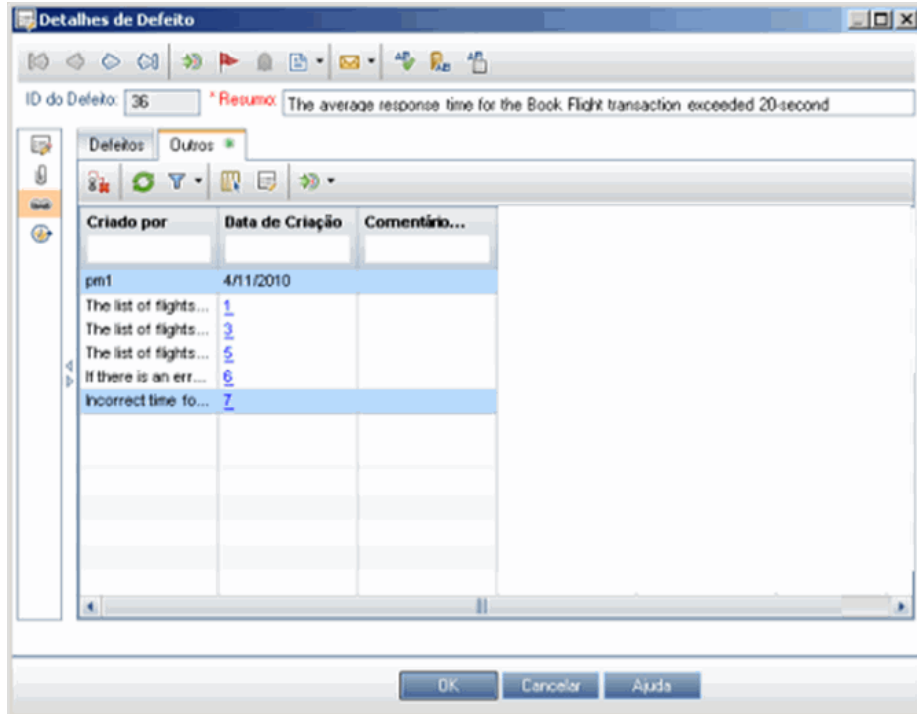 Detalhes de Defeito
ID do Defeito: 36 * Resumo: The average response time for the Book Flight transaction exceeded 20-second
Defeitos Outros
Criado por Data de Criação Comentário...
pm1 4/11/2010
The list of flights... 1
The list of flights... 3
The list of flights... 5
If there is an err... 6
Incorrect time fo... 7
OK Cancelar Ajuda